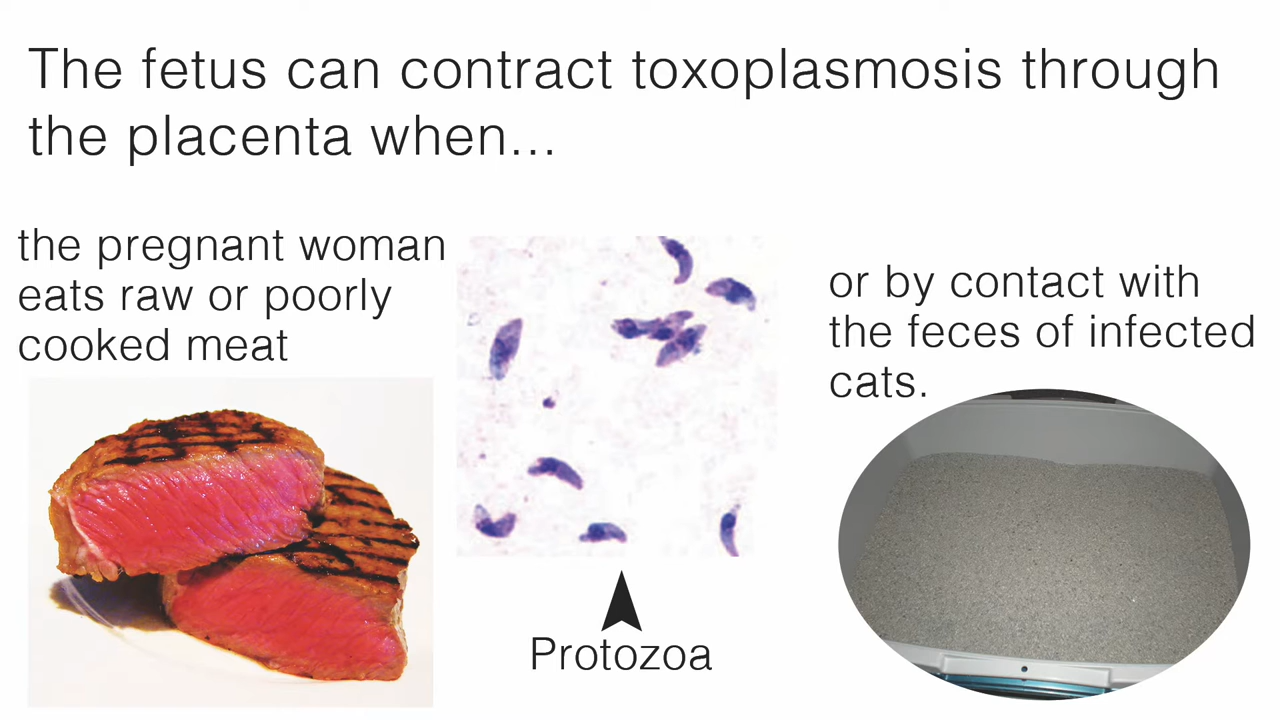 The fetus can contract toxoplasmosis through
the placenta when...
the pregnant woman
eats raw or poorly
cooked meat
or by contact with
the feces of infected
cats.
Protozoa